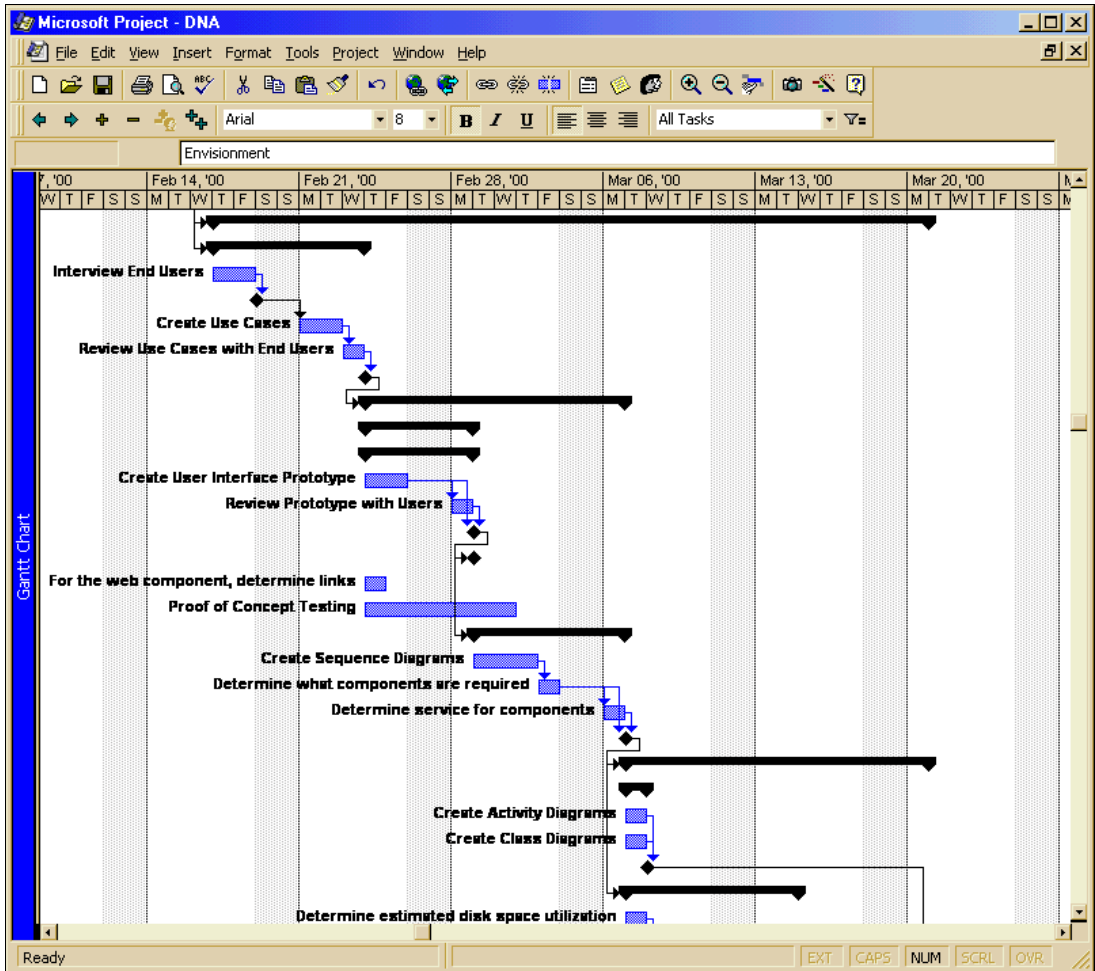 Microsoft Project - DNA
File Edit View Insert Format Tools Project Window Help
ABC
Arial 8 B I U All Tasks
Envisionment
7, '00 Feb 14, '00 Feb 21, '00 Feb 28, '00 Mar 06, '00 Mar 13, '00 Mar 20, '00
W T F S S M T W T F S S M T W T F S S M T W T F S S M T W T F S S M T W T F S S M T W T F S S M
Interview End Users
Create Use Cases
Review Use Cases with End Users
Create User Interface Prototype
Review Prototype with Users
Gantt Chart
For the web component, determine links
Proof of Concept Testing
Create Sequence Diagrams
Determine what components are required
Determine service for components
Create Activity Diagrams
Create Class Diagrams
Determine estimated disk space utilization
Ready EXT CAPS NUM SCRL OVR